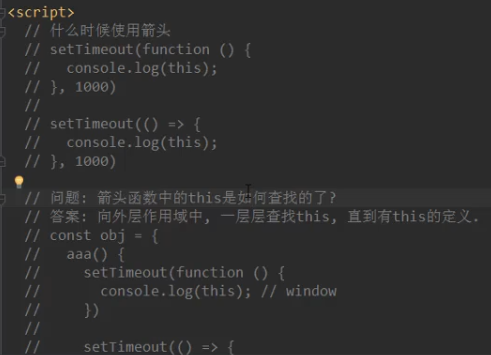 <script>
// 什么时候使用箭头
// setTimeout(function () {
//   console.log(this);
// }, 1000)
//
// setTimeout(() => {
//   console.log(this);
// }, 1000)
// 问题: 箭头函数中的this是如何查找的了?
// 答案: 向外层作用域中, 一层层查找this, 直到有this的定义.
// const obj = {
//   aaa() {
//     setTimeout(function () {
//       console.log(this); // window
//     })
//
//     setTimeout(() => {